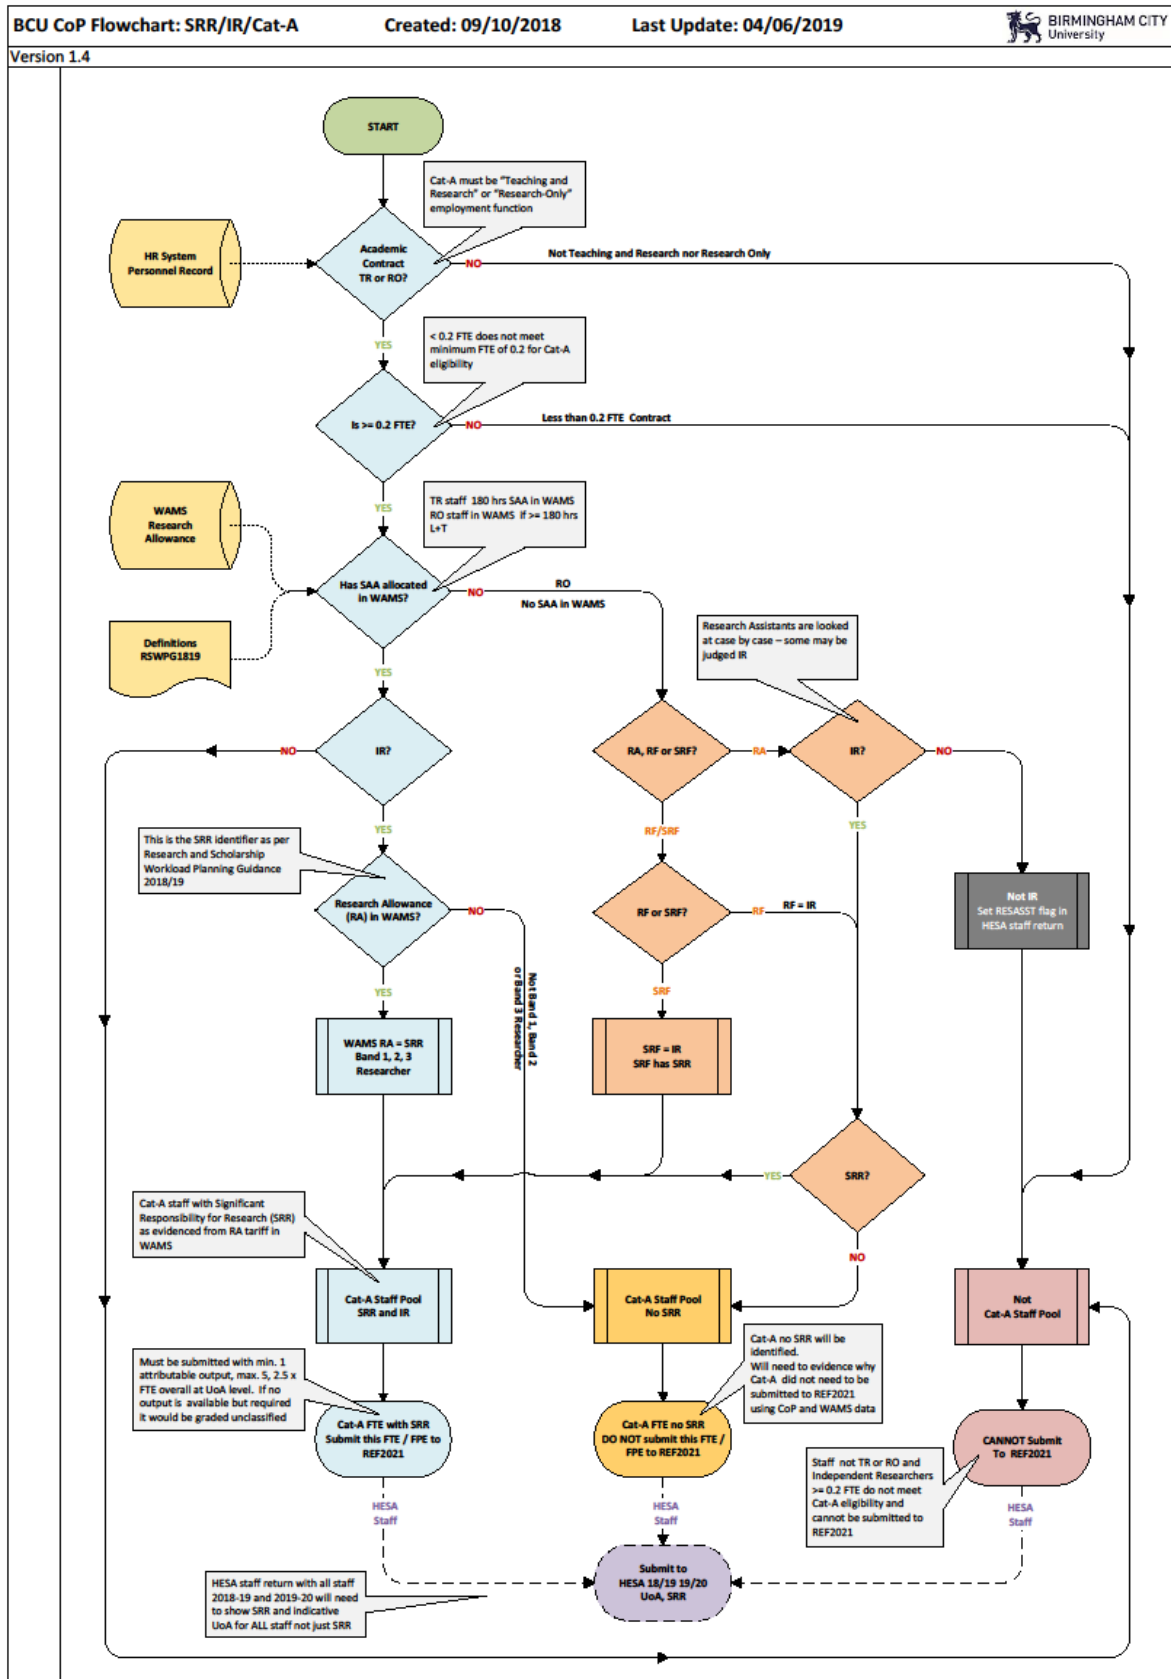 BCU CoP Flowchart: SRR/IR/Cat-A
Created: 09/10/2018
Last Update: 04/06/2019
BIRMINGHAM CITY
University
Version 1.4
START
Cat-A must be "Teaching and
Research" or "Research-Only"
employment function
HR System
Personnel Record
Academic
Contract
TR or RO?
NO
Not Teaching and Research nor Research Only
YES
< 0.2 FTE does not meet
minimum FTE of 0.2 for Cat-A
eligibility
Is >= 0.2 FTE?
NO
Less than 0.2 FTE Contract
YES
WAMS
Research
Allowance
TR staff 180 hrs SAA in WAMS
RO staff in WAMS if >= 180 hrs
L+T
Has SAA allocated
in WAMS?
NO
RO
No SAA in WAMS
Definitions
RSWPG1819
YES
Research Assistants are looked
at case by case – some may be
judged IR
NO
IR?
RA, RF or SRF?
RA
IR?
NO
YES
RF/SRF
YES
This is the SRR identifier as per
Research and Scholarship
Workload Planning Guidance
2018/19
Research Allowance
(RA) in WAMS?
NO
RF or SRF?
RF
RF = IR
Not IR
Set RESASST flag in
HESA staff return
YES
Not Band 1, Band 2
or Band 3 Researcher
SRF
WAMS RA = SRR
Band 1, 2, 3
Researcher
SRF = IR
SRF has SRR
YES
SRR?
Cat-A staff with Significant
Responsibility for Research (SRR)
as evidenced from RA tariff in
WAMS
NO
Cat-A Staff Pool
SRR and IR
Cat-A Staff Pool
No SRR
Not
Cat-A Staff Pool
Must be submitted with min. 1
attributable output, max. 5, 2.5 x
FTE overall at UoA level. If no
output is available but required
it would be graded unclassified
Cat-A no SRR will be
identified.
Will need to evidence why
Cat-A did not need to be
submitted to REF2021
using CoP and WAMS data
Cat-A FTE with SRR
Submit this FTE / FPE to
REF2021
Cat-A FTE no SRR
DO NOT submit this FTE /
FPE to REF2021
CANNOT Submit
To REF2021
Staff not TR or RO and
Independent Researchers
>= 0.2 FTE do not meet
Cat-A eligibility and
cannot be submitted to
REF2021
HESA
Staff
HESA
Staff
HESA
Staff
HESA staff return with all staff
2018-19 and 2019-20 will need
to show SRR and indicative
UoA for ALL staff not just SRR
Submit to
HESA 18/19 19/20
UoA, SRR